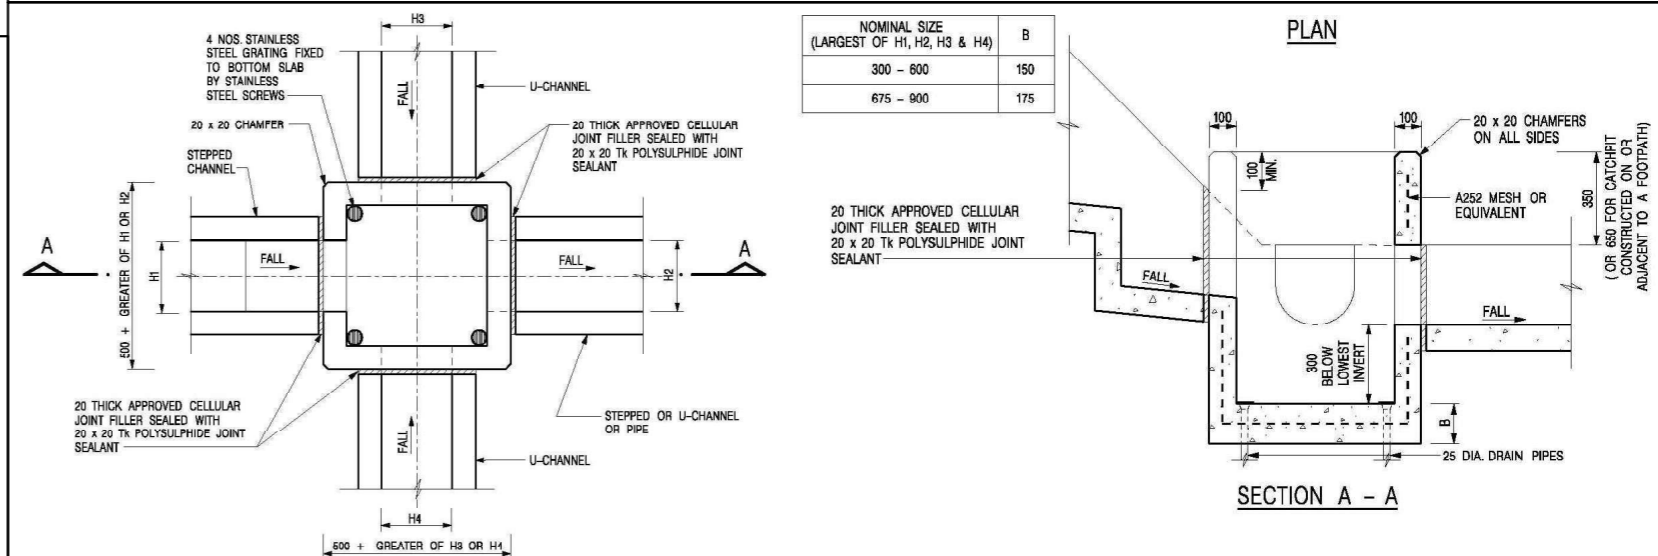 H3
4 NOS. STAINLESS
STEEL GRATING FIXED
TO BOTTOM SLAB
BY STAINLESS
STEEL SCREWS
FALL
U-CHANNEL
20 x 20 CHAMFER
20 THICK APPROVED CELLULAR
JOINT FILLER SEALED WITH
20 x 20 Tk POLYSULPHIDE JOINT
SEALANT
STEPPED
CHANNEL
500 + GREATER OF H1 OR H2
A
H1
FALL
FALL
H2
A
20 THICK APPROVED CELLULAR
JOINT FILLER SEALED WITH
20 x 20 Tk POLYSULPHIDE JOINT
SEALANT
STEPPED OR U-CHANNEL
OR PIPE
FALL
U-CHANNEL
H4
500 + GREATER OF H3 OR H4
NOMINAL SIZE
(LARGEST OF H1, H2, H3 & H4)
B
300 - 600
150
675 - 900
175
PLAN
100
100
20 x 20 CHAMFERS
ON ALL SIDES
100
MIN.
A252 MESH OR
EQUIVALENT
350
( OR 650 FOR CATCHPIT
CONSTRUCTED ON OR
ADJACENT TO A FOOTPATH)
20 THICK APPROVED CELLULAR
JOINT FILLER SEALED WITH
20 x 20 Tk POLYSULPHIDE JOINT
SEALANT
FALL
FALL
300
BELOW
LOWEST
INVERT
B
25 DIA. DRAIN PIPES
SECTION A - A